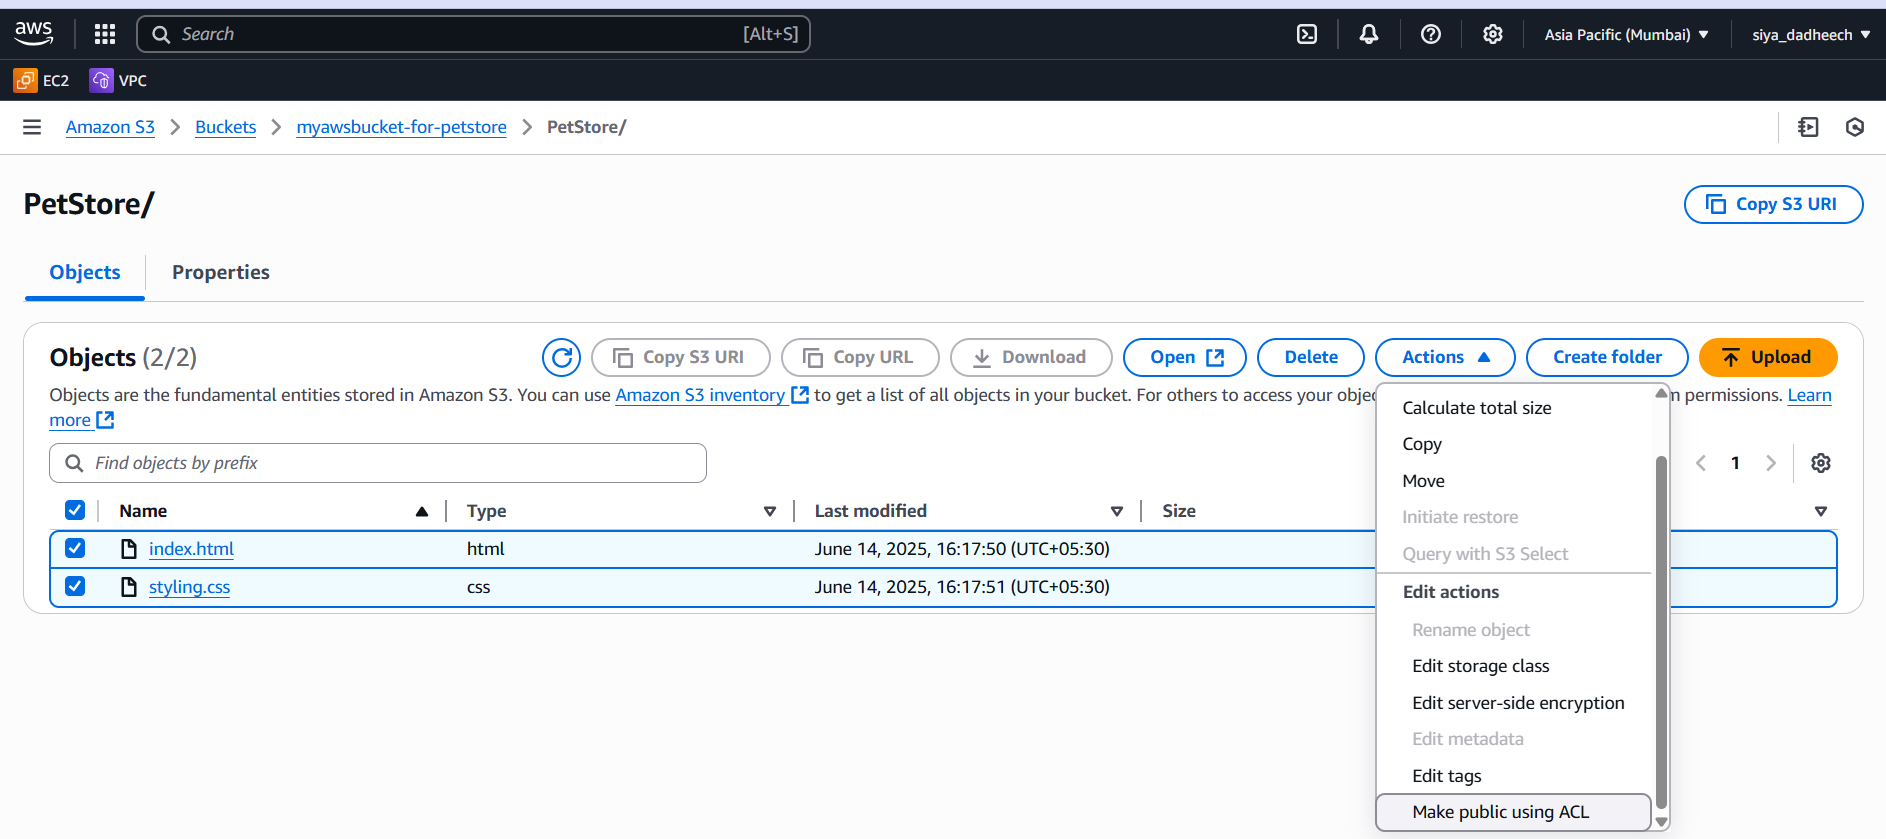 aws Search [Alt+S] Asia Pacific (Mumbai) siya_dadheech
EC2 VPC
Amazon S3 Buckets myawsbucket-for-petstore PetStore/
PetStore/ Copy S3 URI
Objects Properties
Objects (2/2) Copy S3 URI Copy URL Download Open Delete Actions Create folder Upload
Objects are the fundamental entities stored in Amazon S3. You can use Amazon S3 inventory to get a list of all objects in your bucket. For others to access your permissions. Learn
more
Find objects by prefix 1
Name Type Last modified Size
index.html html June 14, 2025, 16:17:50 (UTC+05:30)
styling.css css June 14, 2025, 16:17:51 (UTC+05:30)
Calculate total size
Copy
Move
Initiate restore
Query with S3 Select
Edit actions
Rename object
Edit storage class
Edit server-side encryption
Edit metadata
Edit tags
Make public using ACL